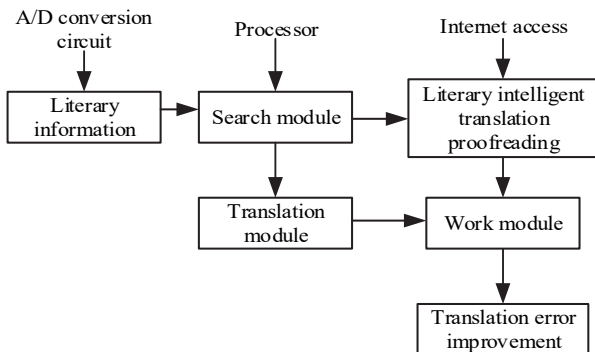 A/D conversion
circuit
Processor
Internet access
Literary
information
Search module
Literary intelligent
translation
proofreading
Translation
module
Work module
Translation error
improvement